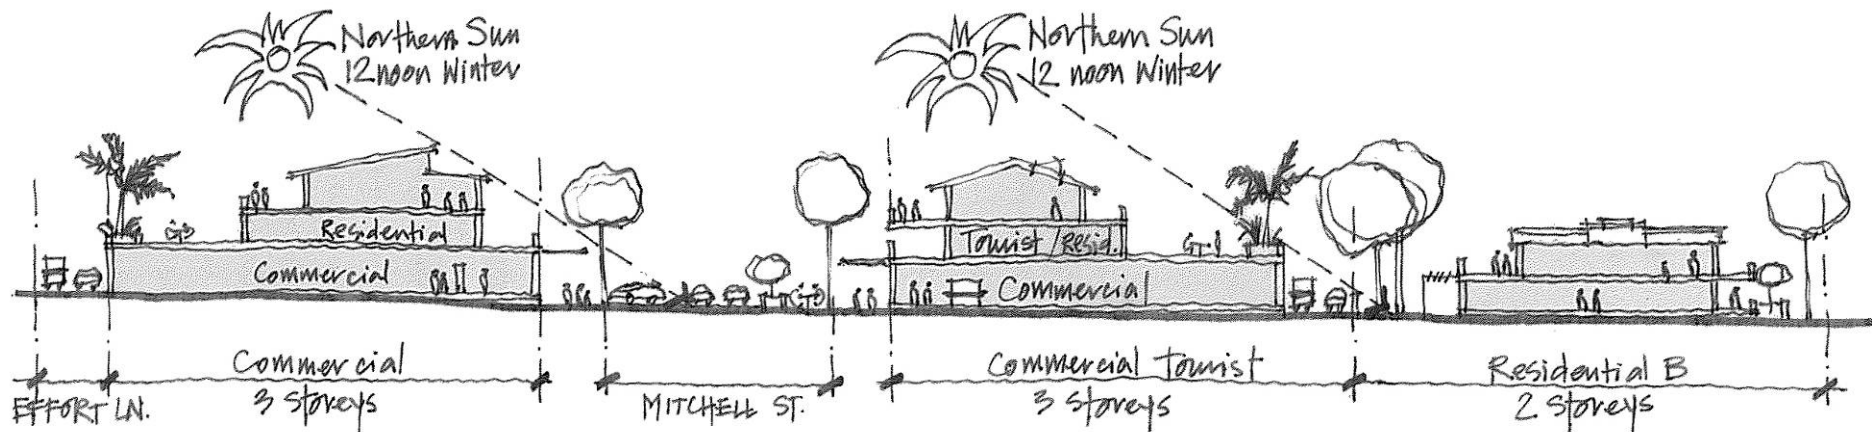 Northern Sun
12 noon Winter
Northern Sun
12 noon Winter
Residential
Commercial
Tourist / Resid.
Commercial
EFFORT LN.
Commercial
3 Storeys
MITCHELL ST.
Commercial Tourist
3 Storeys
Residential B
2 Storeys